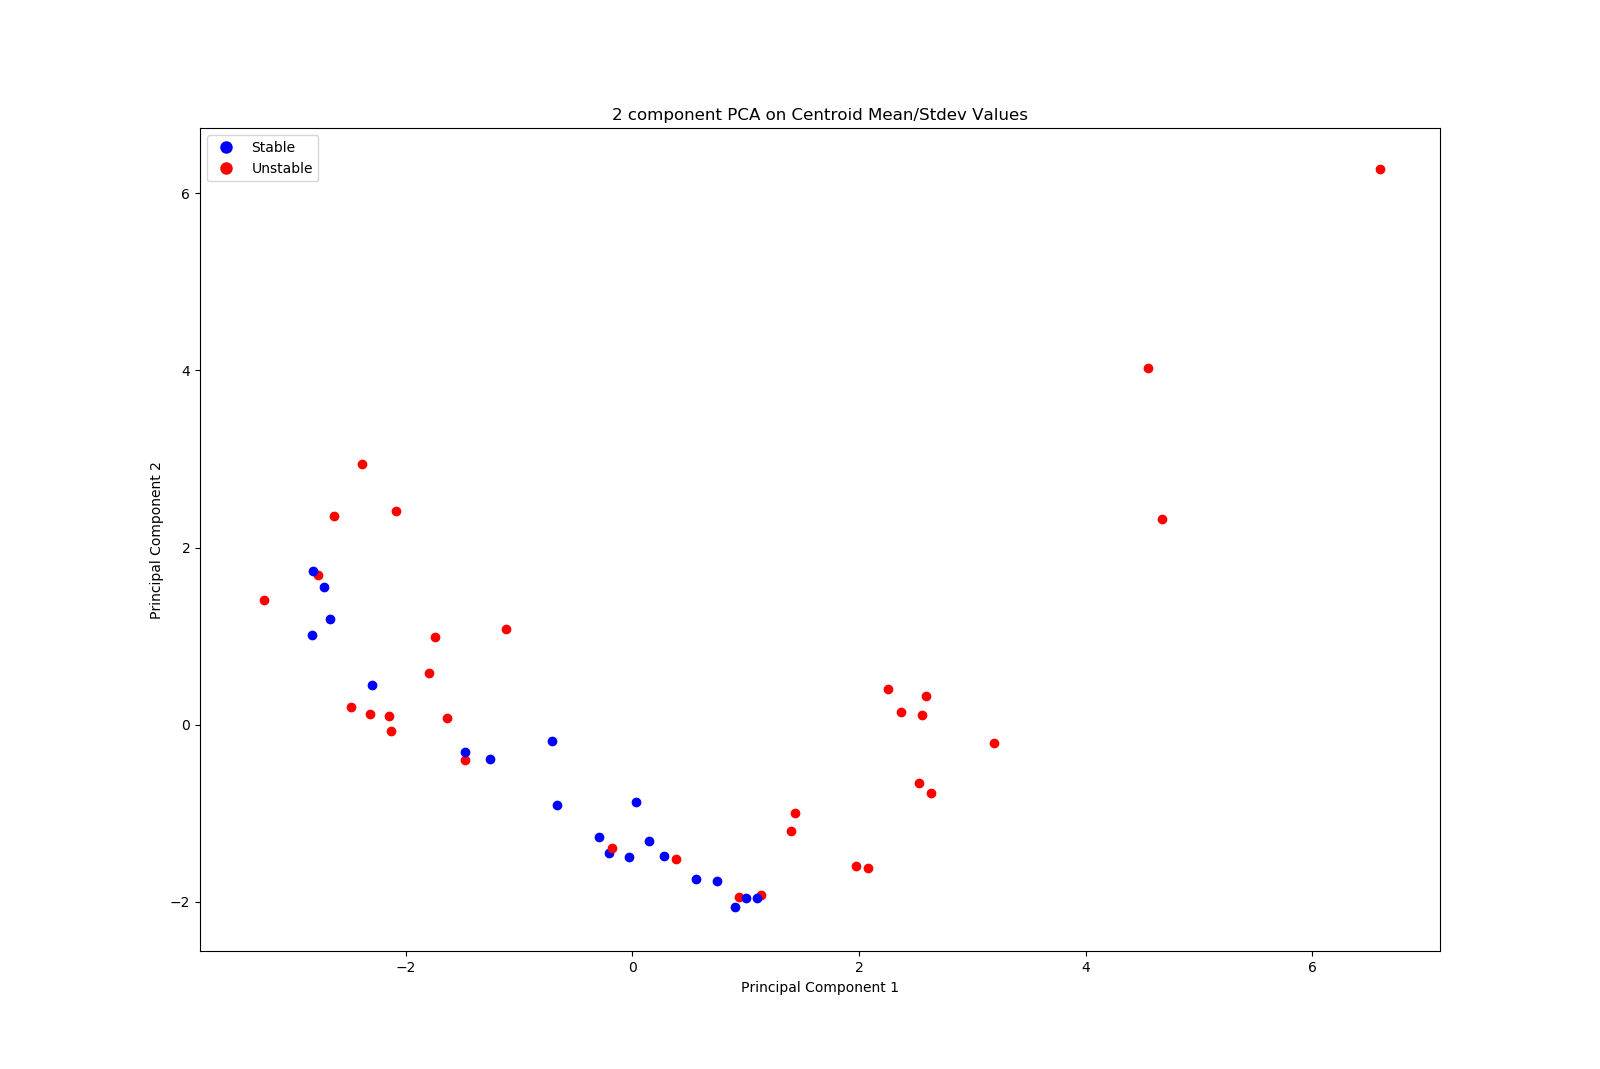 2 component PCA on Centroid Mean/Stdev Values
Stable
Unstable
6
4
2
0
−2
Principal Component 2
−2 0 2 4 6
Principal Component 1